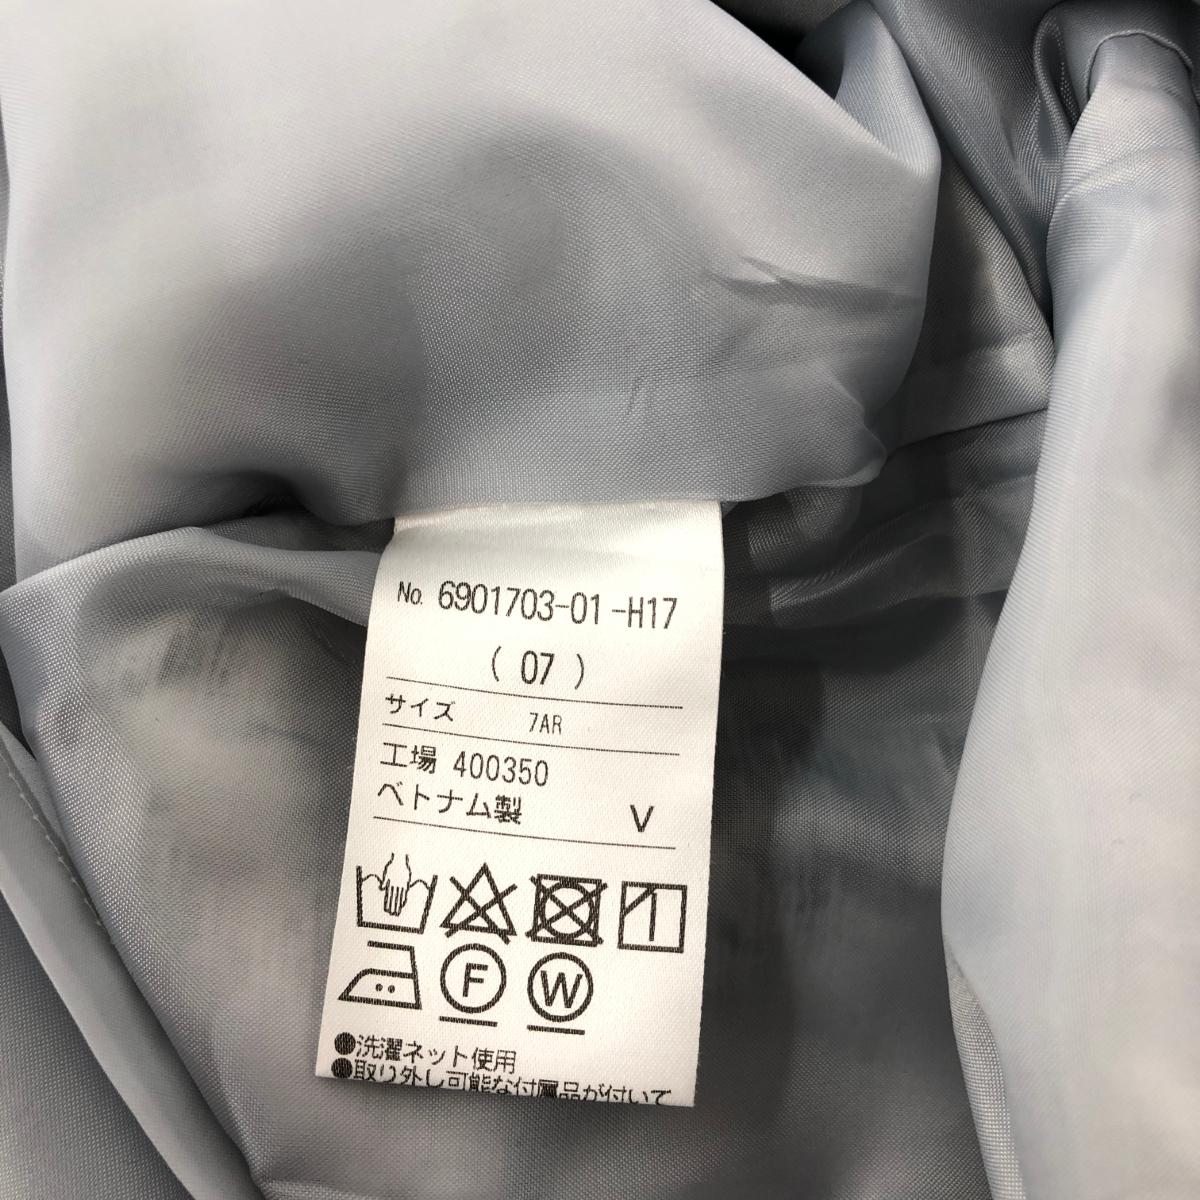 No. 6901703-01-H17
( 07 )
サイズ 7AR
工場 400350
ベトナム製 V
F W
●洗濯ネット使用
●取り外し可能な付属品が付いて